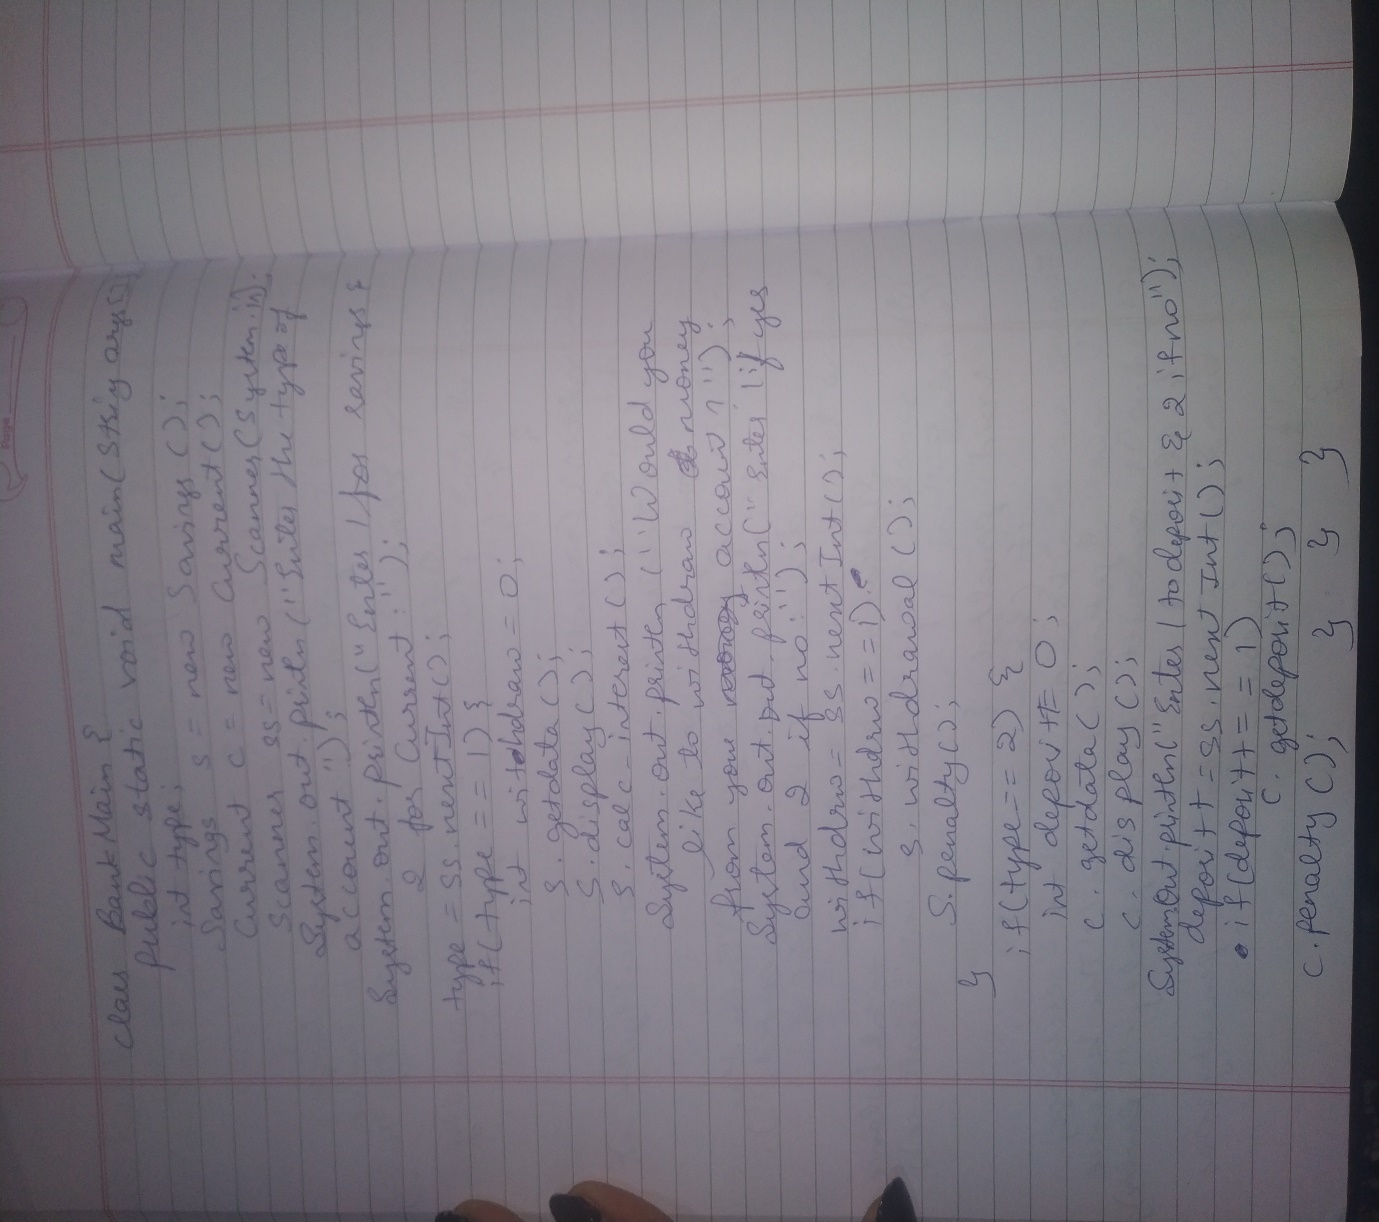 Page
class BankMain {
public static void main(String args[])
int type;
Savings s = new Savings();
Current c = new Current();
Scanner ss = new Scanner(System.in);
System.out.println("Enter the type of
account");
System.out.println("Enter 1 for savings &
2 for Current:");
type = ss.nextInt();
if(type == 1) {
int withdraw = 0;
s.getdata();
s.display();
s.calc-interest();
System.out.println("Would you
like to withdraw money
from your account?");
System.out.println("Enter 1 if yes
and 2 if no:");
withdrw = ss.nextInt();
if(withdrw == 1)
s.withdrawal();
s.penalty();
}
if(type == 2) {
int deposit = 0;
c.getdata();
c.display();
System.out.println("Enter 1 to deposit & 2 if no");
deposit = ss.nextInt();
if(deposit == 1)
c.getdeposit();
c.penalty(); } } }